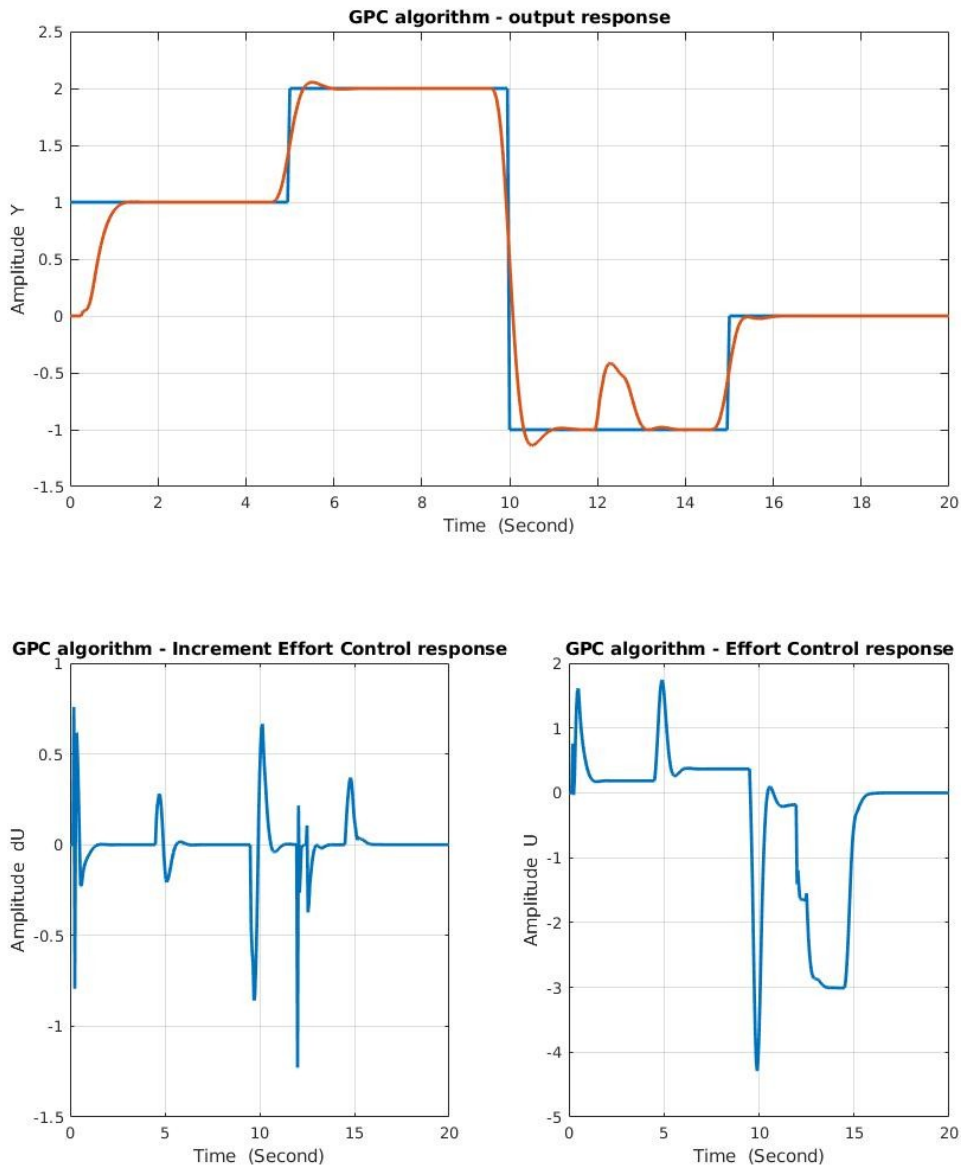 GPC algorithm - output response
2.5
2
1.5
1
0.5
0
-0.5
-1
-1.5
Amplitude Y
0 2 4 6 8 10 12 14 16 18 20
Time (Second)
GPC algorithm - Increment Effort Control response
1
0.5
0
-0.5
-1
-1.5
Amplitude dU
0 5 10 15 20
Time (Second)
GPC algorithm - Effort Control response
2
1
0
-1
-2
-3
-4
-5
Amplitude U
0 5 10 15 20
Time (Second)